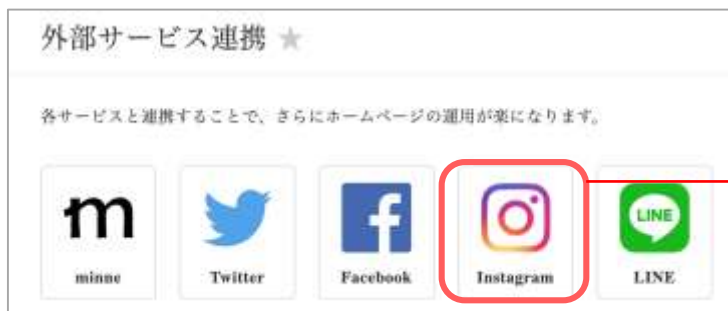 外部サービス連携 ★
各サービスと連携することで、さらにホームページの運用が楽になります。
m
f
LINE
minne Twitter Facebook Instagram LINE